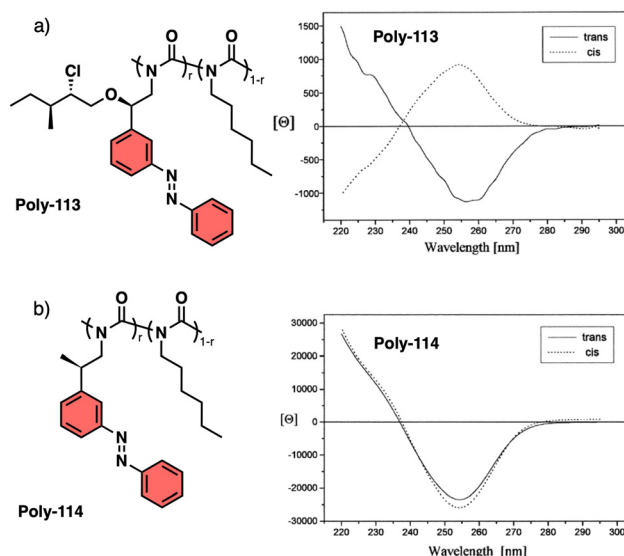 a)
Cl
O
N
O
r
N
O
1-r
N
N
Poly-113
Poly-113
trans
cis
[Θ]
1500
1000
500
0
-500
-1000
220 230 240 250 260 270 280 290 300
Wavelength [nm]
b)
N
O
r
N
O
1-r
N
N
Poly-114
Poly-114
trans
cis
[Θ]
30000
20000
10000
0
-10000
-20000
-30000
220 230 240 250 260 270 280 290 300
Wavelength [nm]